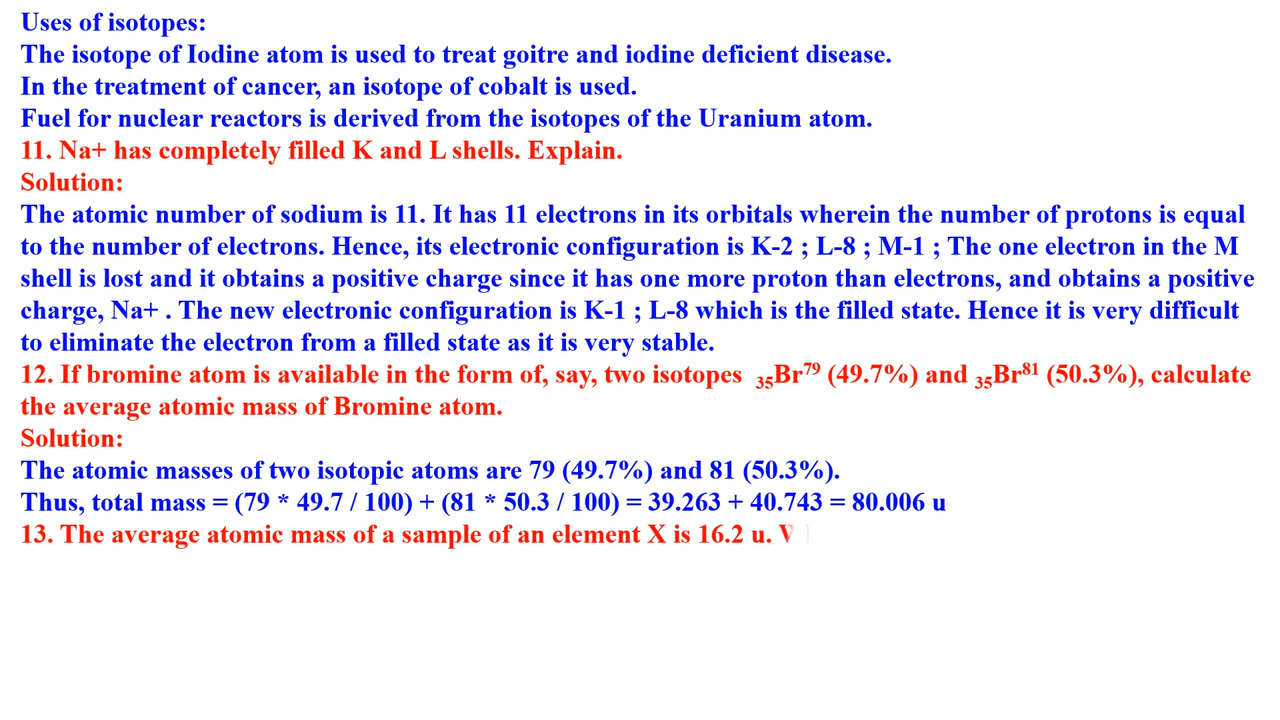 Uses of isotopes:
The isotope of Iodine atom is used to treat goitre and iodine deficient disease.
In the treatment of cancer, an isotope of cobalt is used.
Fuel for nuclear reactors is derived from the isotopes of the Uranium atom.
11. Na+ has completely filled K and L shells. Explain.
Solution:
The atomic number of sodium is 11. It has 11 electrons in its orbitals wherein the number of protons is equal
to the number of electrons. Hence, its electronic configuration is K-2 ; L-8 ; M-1 ; The one electron in the M
shell is lost and it obtains a positive charge since it has one more proton than electrons, and obtains a positive
charge, Na+ . The new electronic configuration is K-1 ; L-8 which is the filled state. Hence it is very difficult
to eliminate the electron from a filled state as it is very stable.
12. If bromine atom is available in the form of, say, two isotopes ₃₅Br⁷⁹ (49.7%) and ₃₅Br⁸¹ (50.3%), calculate
the average atomic mass of Bromine atom.
Solution:
The atomic masses of two isotopic atoms are 79 (49.7%) and 81 (50.3%).
Thus, total mass = (79 * 49.7 / 100) + (81 * 50.3 / 100) = 39.263 + 40.743 = 80.006 u
13. The average atomic mass of a sample of an element X is 16.2 u.